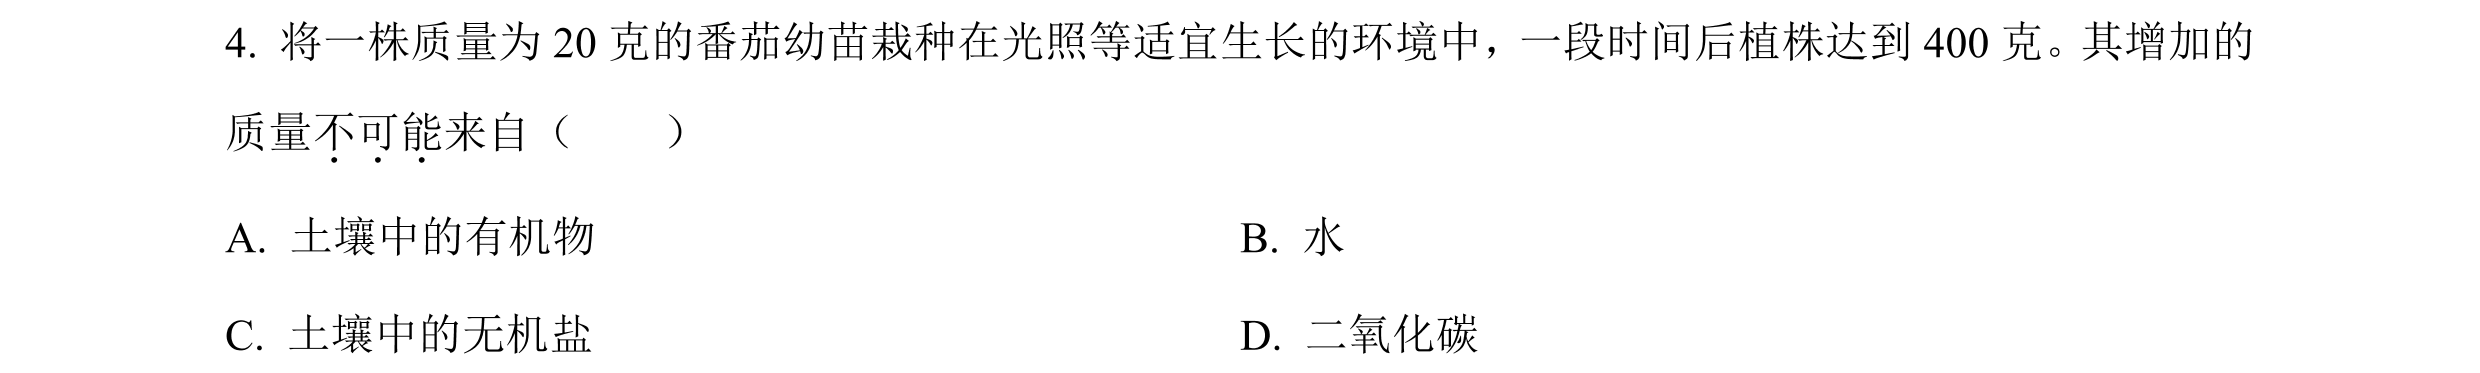 4. 将一株质量为 20 克的番茄幼苗栽种在光照等适宜生长的环境中，一段时间后植株达到 400 克。其增加的
质量不可能来自（　　）
A. 土壤中的有机物　　B. 水
C. 土壤中的无机盐　　D. 二氧化碳